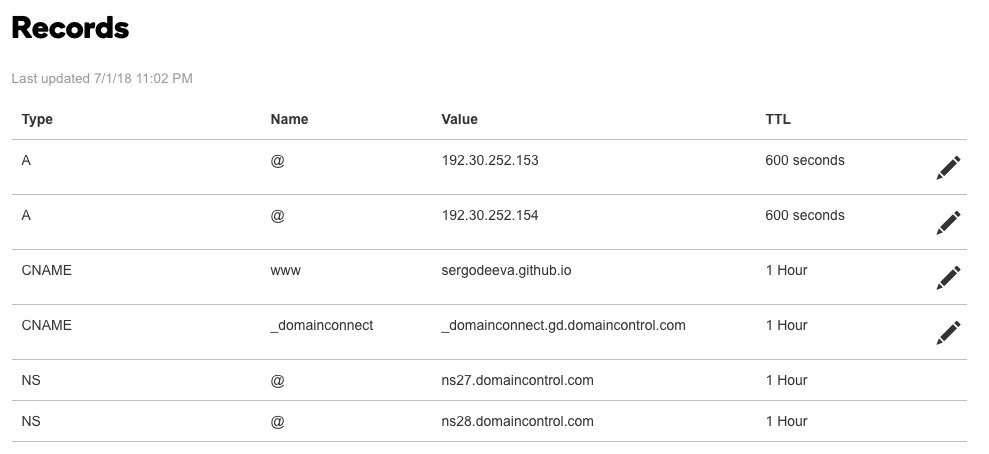 Records
Last updated 7/1/18 11:02 PM
Type Name Value TTL
A @ 192.30.252.153 600 seconds
A @ 192.30.252.154 600 seconds
CNAME www sergodeeva.github.io 1 Hour
CNAME _domainconnect _domainconnect.gd.domaincontrol.com 1 Hour
NS @ ns27.domaincontrol.com 1 Hour
NS @ ns28.domaincontrol.com 1 Hour